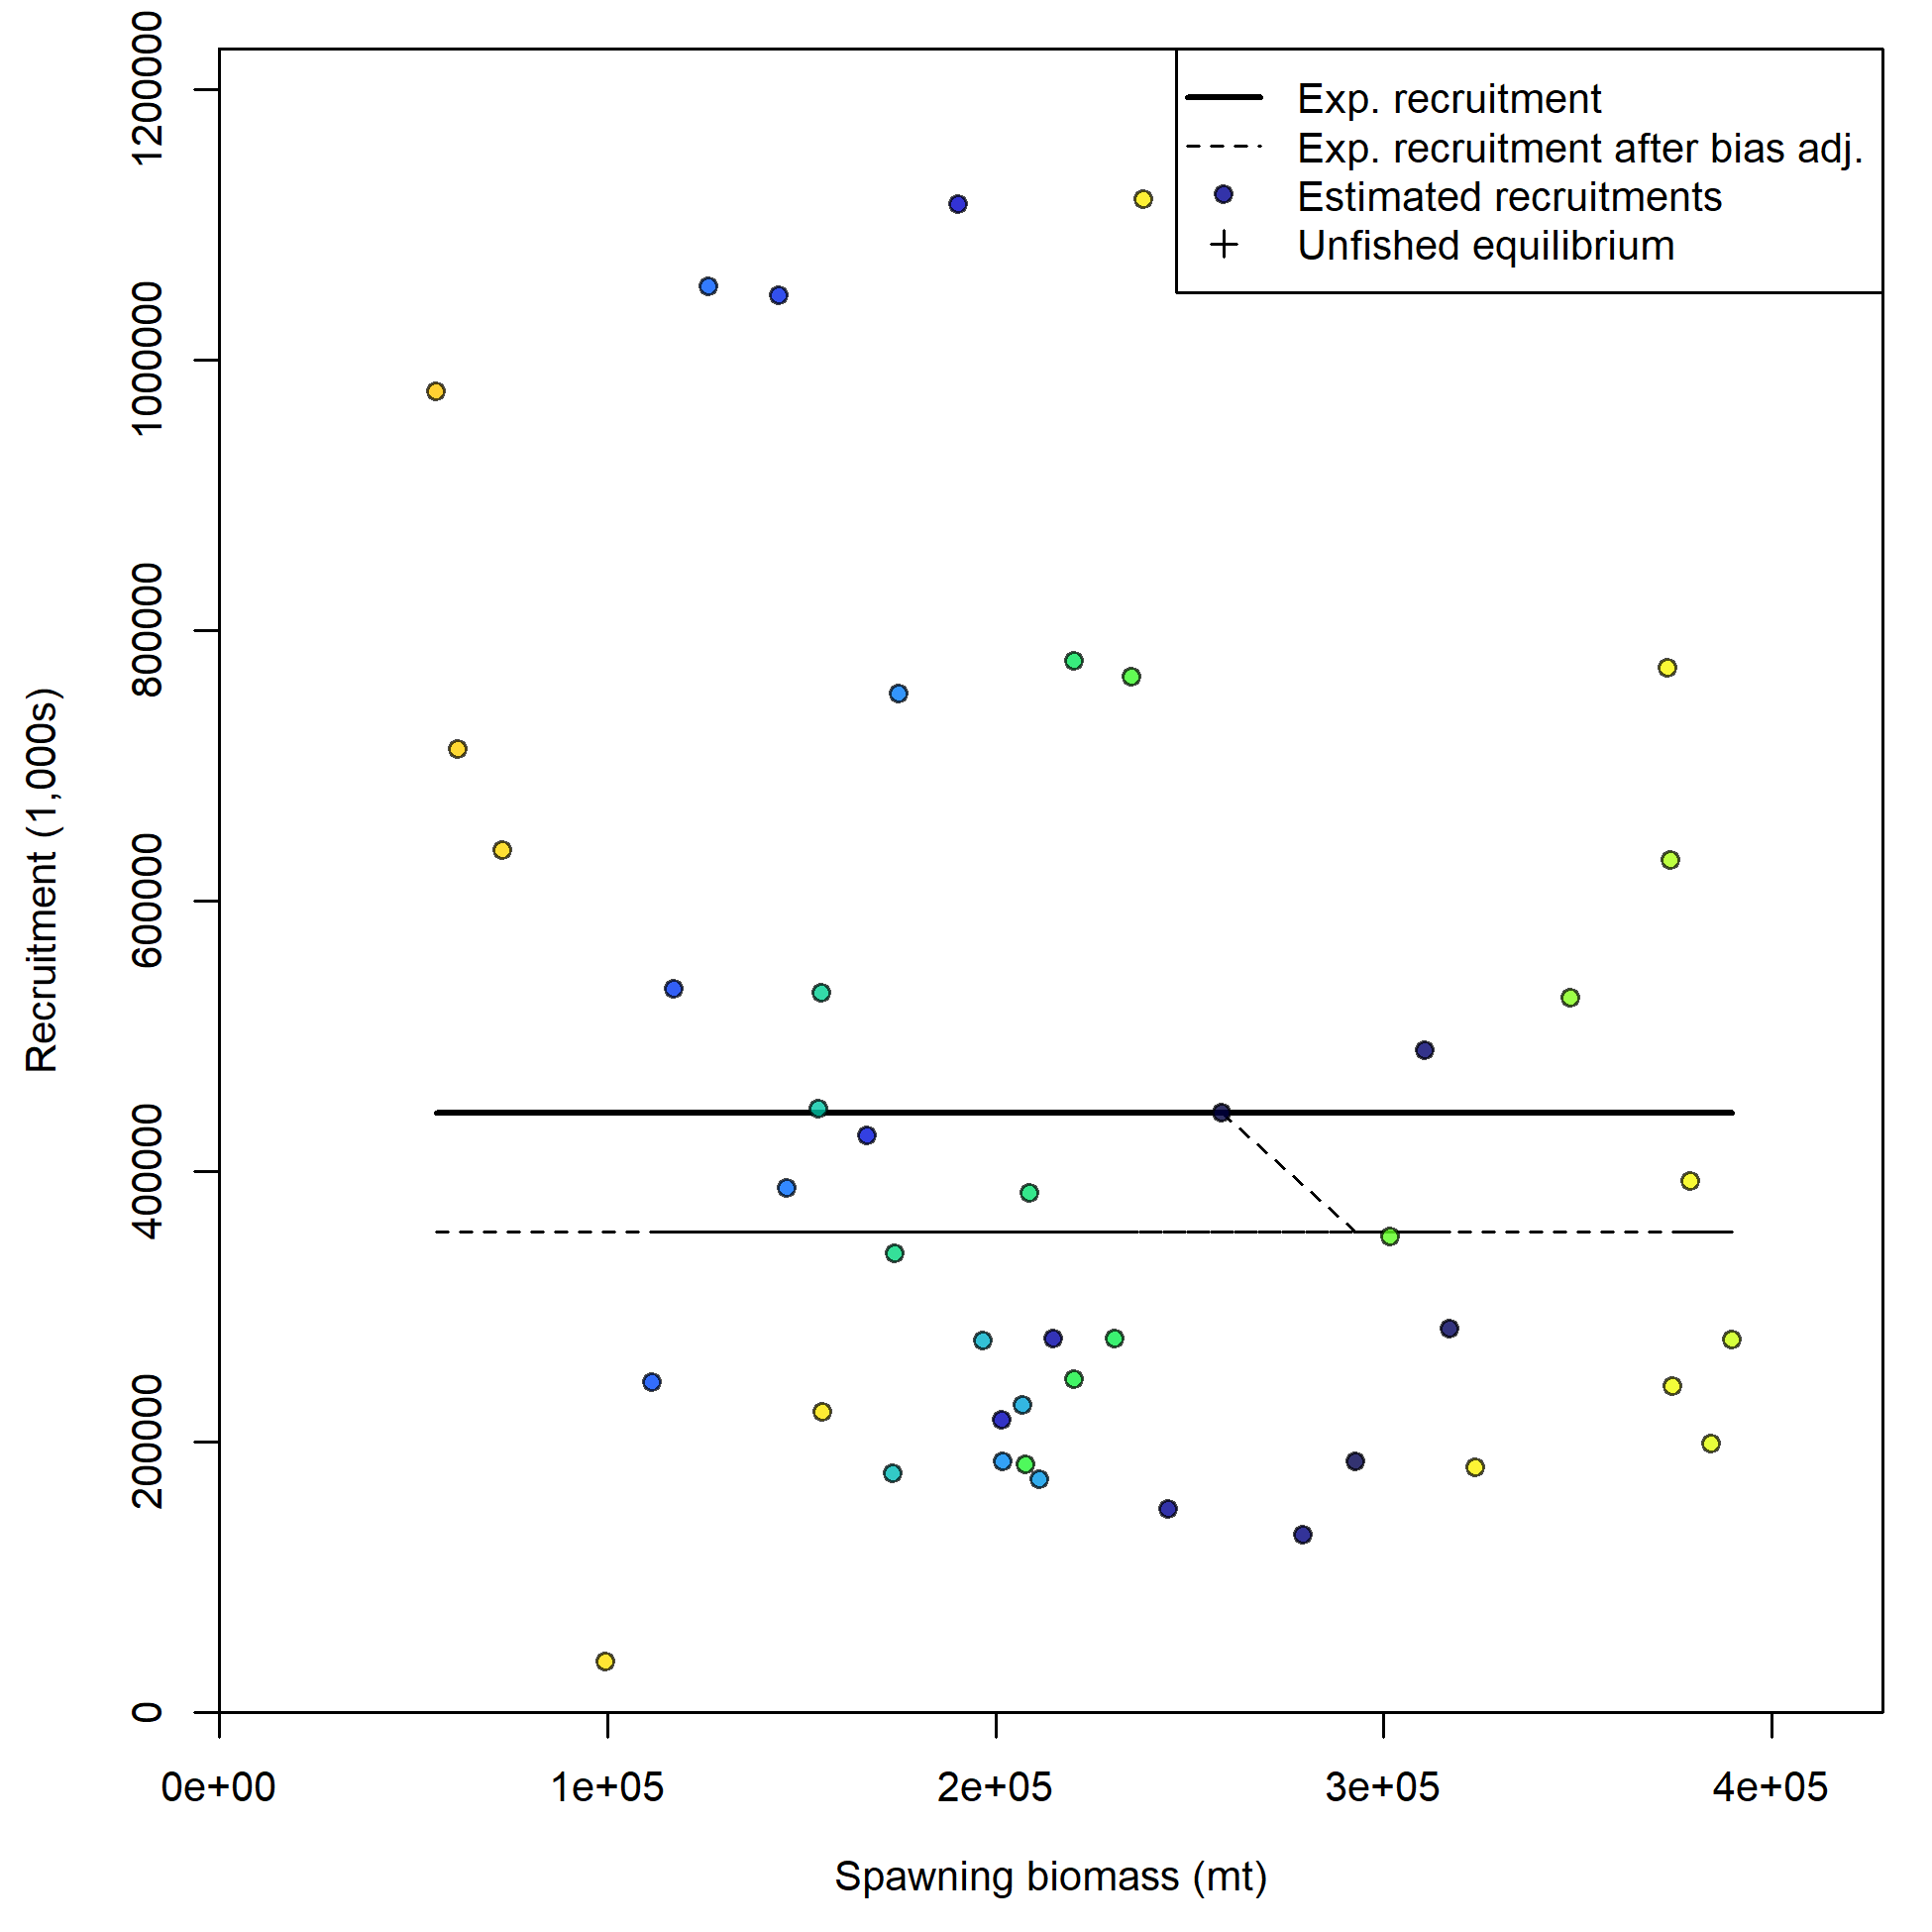 Exp. recruitment
Exp. recruitment after bias adj.
Estimated recruitments
Unfished equilibrium
Recruitment (1,000s)
1200000
1000000
800000
600000
400000
200000
0
0e+00 1e+05 2e+05 3e+05 4e+05
Spawning biomass (mt)